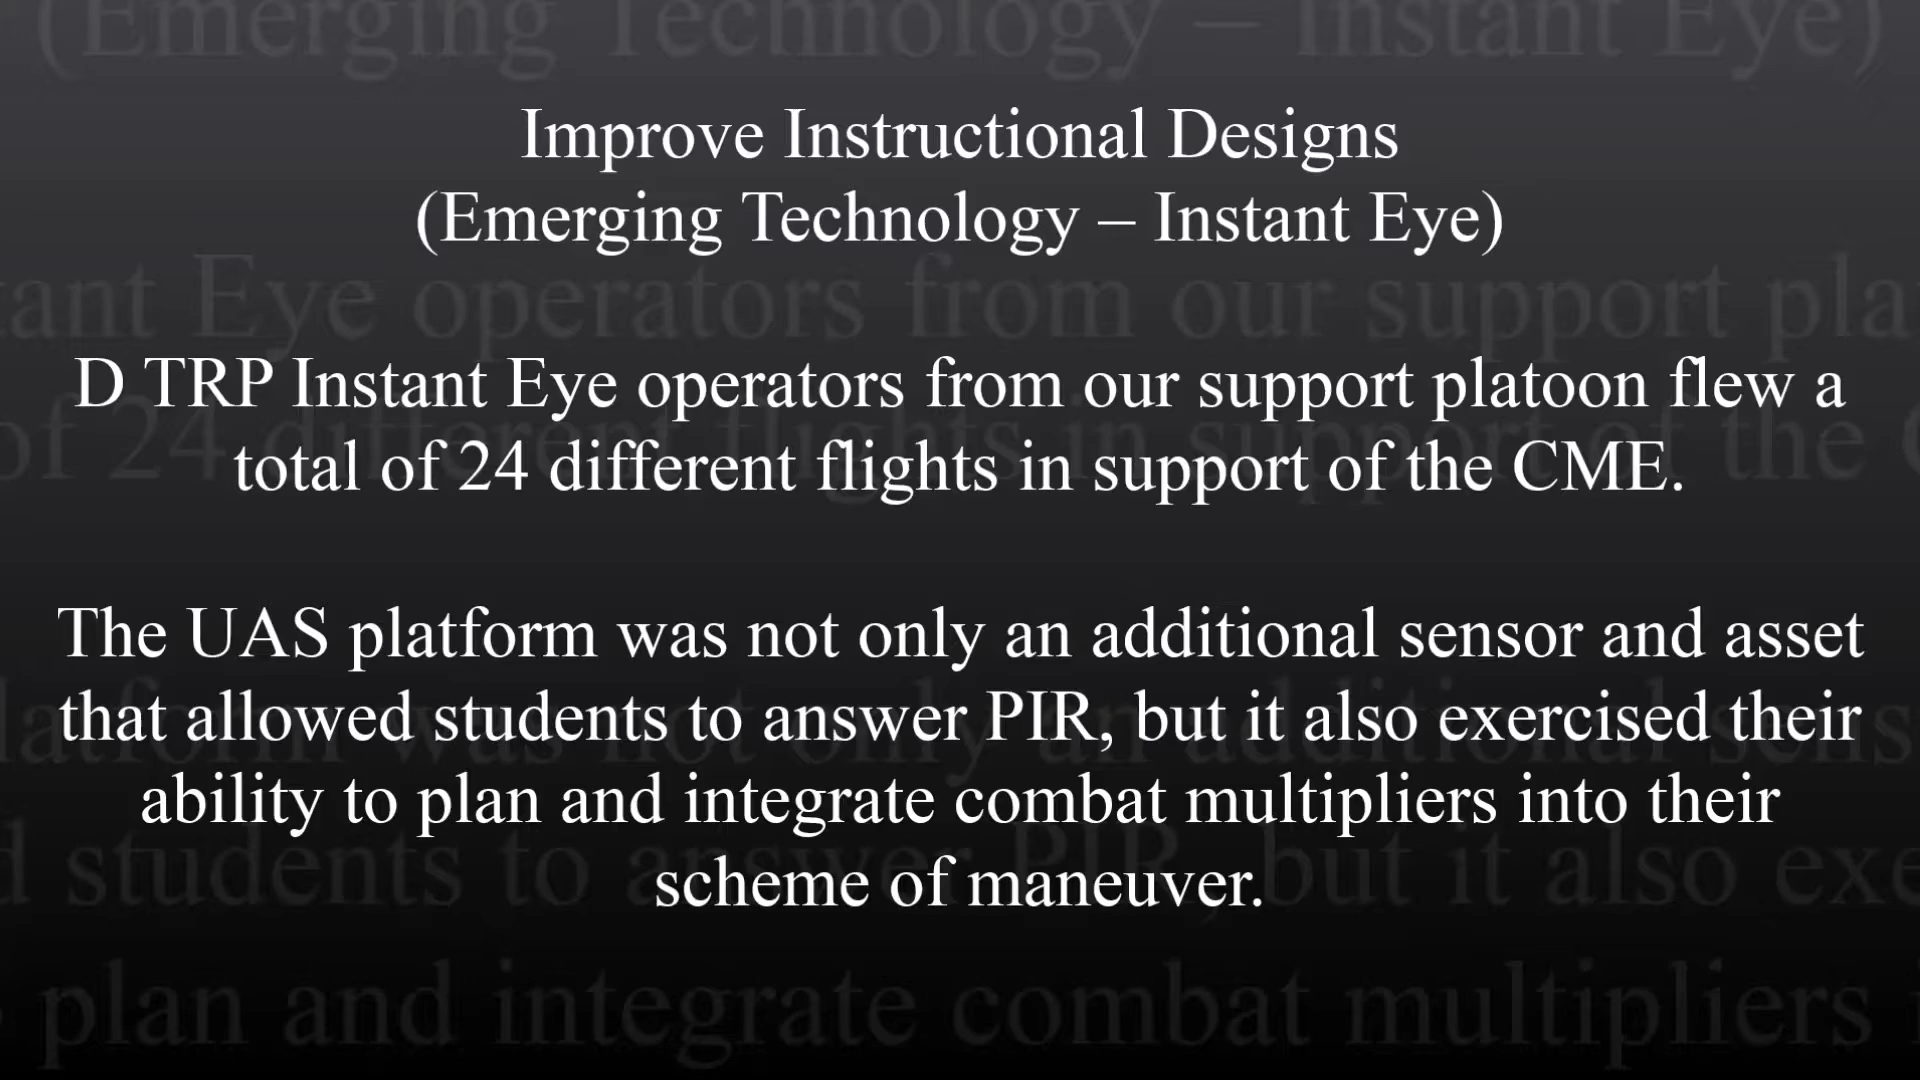 Improve Instructional Designs
(Emerging Technology – Instant Eye)
D TRP Instant Eye operators from our support platoon flew a
total of 24 different flights in support of the CME.
The UAS platform was not only an additional sensor and asset
that allowed students to answer PIR, but it also exercised their
ability to plan and integrate combat multipliers into their
scheme of maneuver.